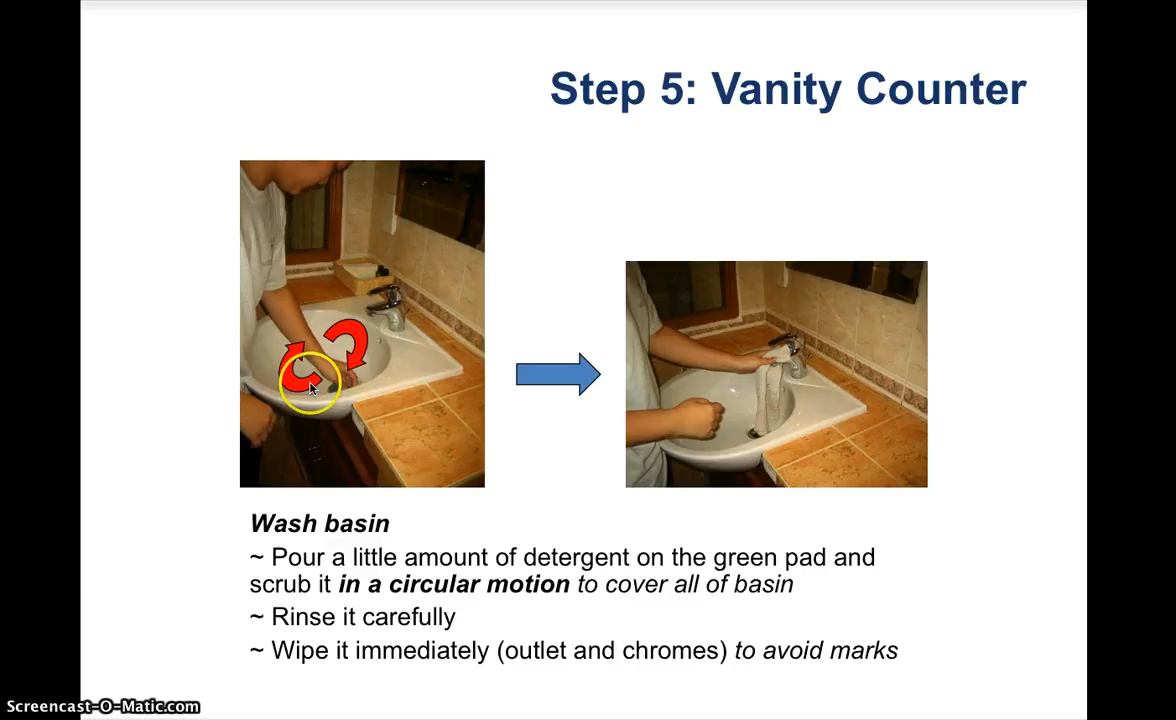 Step 5: Vanity Counter
Wash basin
~ Pour a little amount of detergent on the green pad and
scrub it in a circular motion to cover all of basin
~ Rinse it carefully
~ Wipe it immediately (outlet and chromes) to avoid marks
Screencast-O-Matic.com